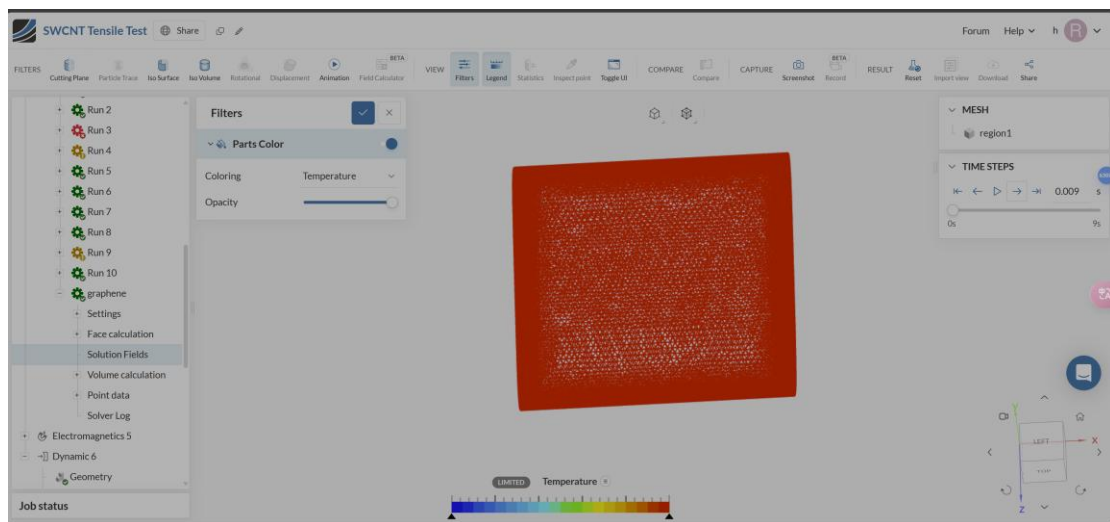 SWCNT Tensile Test Share Forum Help h R
FILTERS Cutting Plane Particle Trace Iso Surface Iso Volume Rotational Displacement Animation BETA Field Calculator VIEW Filters Legend Statistics Inspect point Toggle UI COMPARE Compare CAPTURE Screenshot BETA Record RESULT Reset Import view Download Share
Run 2
Run 3
Run 4
Run 5
Run 6
Run 7
Run 8
Run 9
Run 10
graphene
Settings
Face calculation
Solution Fields
Volume calculation
Point data
Solver Log
Electromagnetics 5
Dynamic 6
Geometry
Job status
Filters
Parts Color
Coloring Temperature
Opacity
MESH
region1
TIME STEPS
0.009 s
0s 9s
Y
LEFT X
TOP
Z
LIMITED Temperature